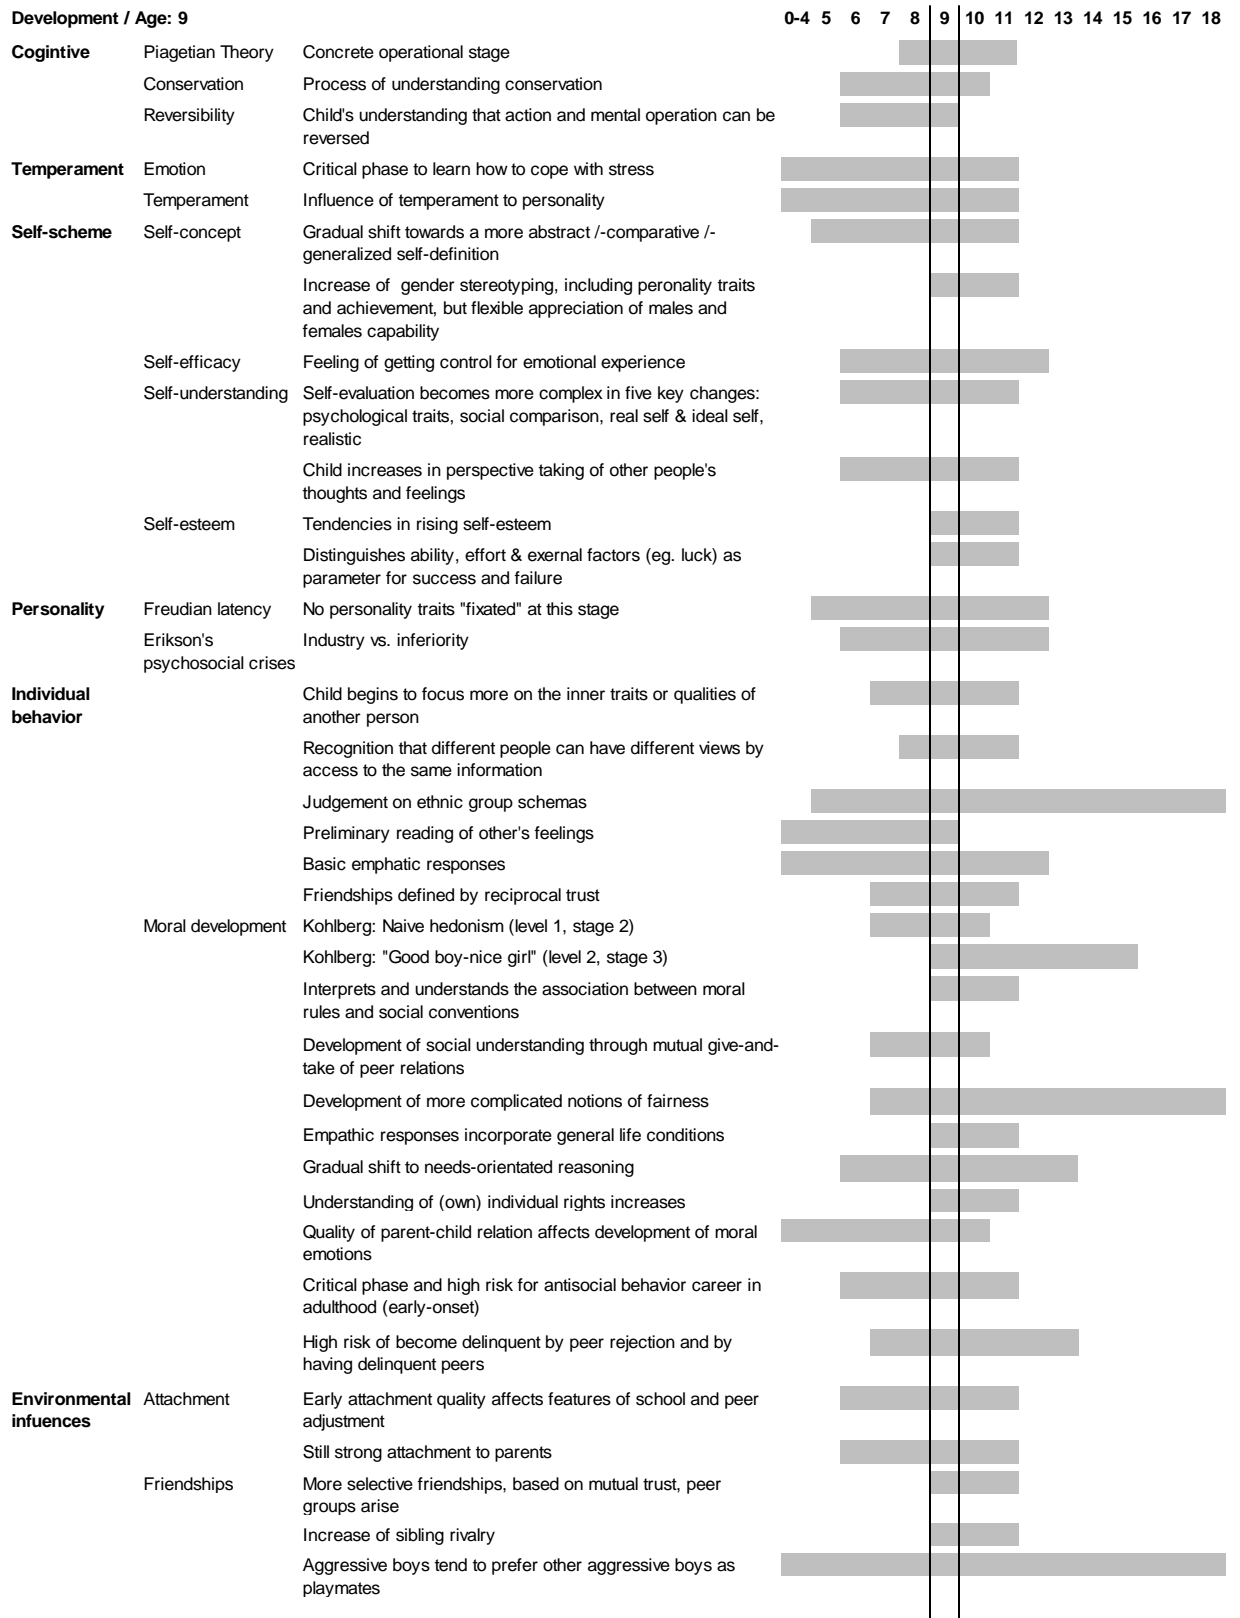 Development / Age: 9 0-4 5 6 7 8 9 10 11 12 13 14 15 16 17 18
Cogintive Piagetian Theory Concrete operational stage
Conservation Process of understanding conservation
Reversibility Child's understanding that action and mental operation can be
reversed
Temperament Emotion Critical phase to learn how to cope with stress
Temperament Influence of temperament to personality
Self-scheme Self-concept Gradual shift towards a more abstract /-comparative /-
generalized self-definition
Increase of gender stereotyping, including peronality traits
and achievement, but flexible appreciation of males and
females capability
Self-efficacy Feeling of getting control for emotional experience
Self-understanding Self-evaluation becomes more complex in five key changes:
psychological traits, social comparison, real self & ideal self,
realistic
Child increases in perspective taking of other people's
thoughts and feelings
Self-esteem Tendencies in rising self-esteem
Distinguishes ability, effort & exernal factors (eg. luck) as
parameter for success and failure
Personality Freudian latency No personality traits "fixated" at this stage
Erikson's Industry vs. inferiority
psychosocial crises
Individual Child begins to focus more on the inner traits or qualities of
behavior another person
Recognition that different people can have different views by
access to the same information
Judgement on ethnic group schemas
Preliminary reading of other's feelings
Basic emphatic responses
Friendships defined by reciprocal trust
Moral development Kohlberg: Naive hedonism (level 1, stage 2)
Kohlberg: "Good boy-nice girl" (level 2, stage 3)
Interprets and understands the association between moral
rules and social conventions
Development of social understanding through mutual give-and-
take of peer relations
Development of more complicated notions of fairness
Empathic responses incorporate general life conditions
Gradual shift to needs-orientated reasoning
Understanding of (own) individual rights increases
Quality of parent-child relation affects development of moral
emotions
Critical phase and high risk for antisocial behavior career in
adulthood (early-onset)
High risk of become delinquent by peer rejection and by
having delinquent peers
Environmental Attachment Early attachment quality affects features of school and peer
infuences adjustment
Still strong attachment to parents
Friendships More selective friendships, based on mutual trust, peer
groups arise
Increase of sibling rivalry
Aggressive boys tend to prefer other aggressive boys as
playmates